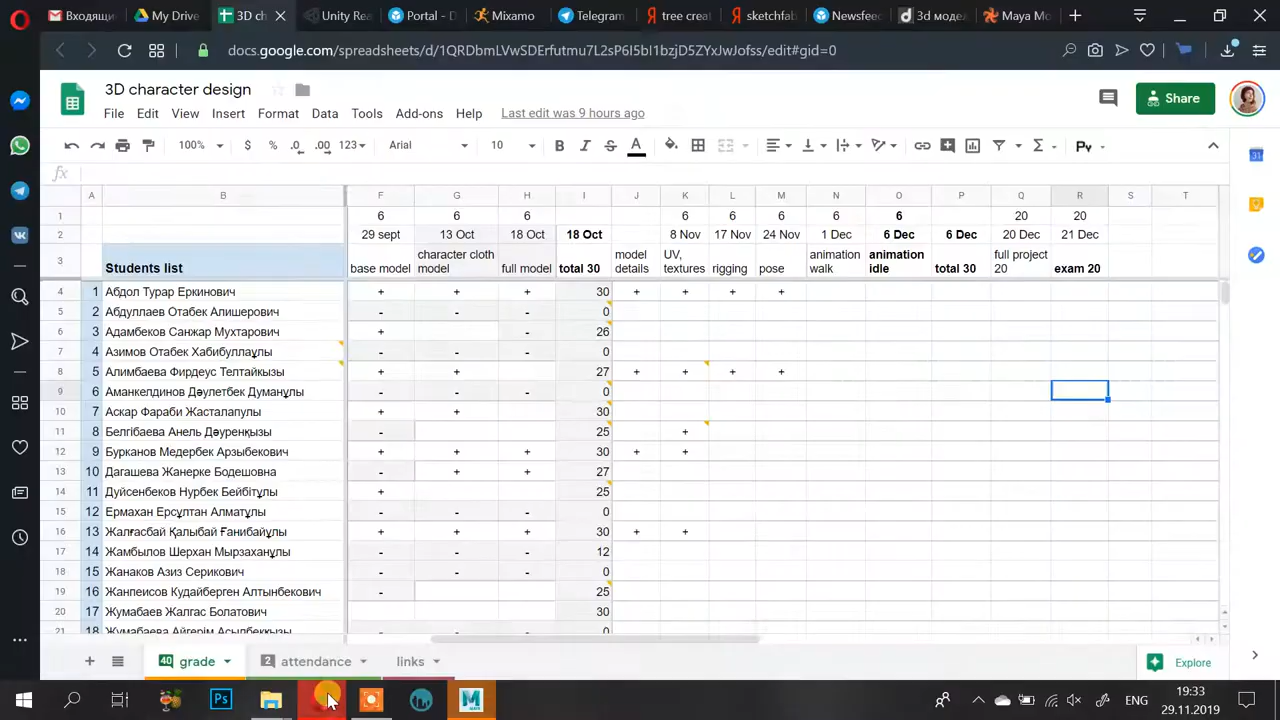 Входящи
My Drive
3D ch
Unity Rea
Portal - D
Mixamo
Telegram
tree creat
sketchfab
Newsfeed
3d модел
Maya Mo
docs.google.com/spreadsheets/d/
/edit#gid=0
3D character design
File Edit View Insert Format Data Tools Add-ons Help Last edit was 9 hours ago
Share
100% $ % .0 .00 123 Arial 10 B I S A
fx
A B F G H I J K L M N O P Q R S T
1 6 6 6 6 6 6 6 6 20 20
2 29 sept 13 Oct 18 Oct 18 Oct 8 Nov 17 Nov 24 Nov 1 Dec 6 Dec 6 Dec 20 Dec 21 Dec
character cloth model details UV, animation animation full project
3 Students list base model model full model total 30 textures rigging pose walk idle total 30 20 exam 20
4 1 Абдол Турар Еркинович + + + 30 + + + +
5 2 Абдуллаев Отабек Алишерович - - - 0
6 3 Адамбеков Санжар Мухтарович + - 26
7 4 Азимов Отабек Хабибуллаұлы - - - 0
8 5 Алимбаева Фирдеус Телтайкызы + + 27 + + + +
9 6 Аманкелдинов Дәулетбек Думанұлы - - - 0
10 7 Аскар Фараби Жасталапулы + + 30
11 8 Белгібаева Анель Дәуренқызы - 25 +
12 9 Бурканов Медербек Арзыбекович + + + 30 + +
13 10 Дагашева Жанерке Бодешовна - + + 27
14 11 Дуйсенбеков Нурбек Бейбітұлы + 25
15 12 Ермахан Ерсұлтан Алматұлы - - - 0
16 13 Жалғасбай Қалыбай Ғанибайұлы + + + 30 + +
17 14 Жамбылов Шерхан Мырзаханұлы - - - 12
18 15 Жанаков Азиз Серикович - - - 0
19 16 Жанпеисов Кудайберген Алтынбекович - 25
20 17 Жумабаев Жалгас Болатович 30
21 18 Жумабаева Айгерім Асылбекқызы - - - 0
40 grade 2 attendance links
Explore
Ps
ENG 19:33
29.11.2019